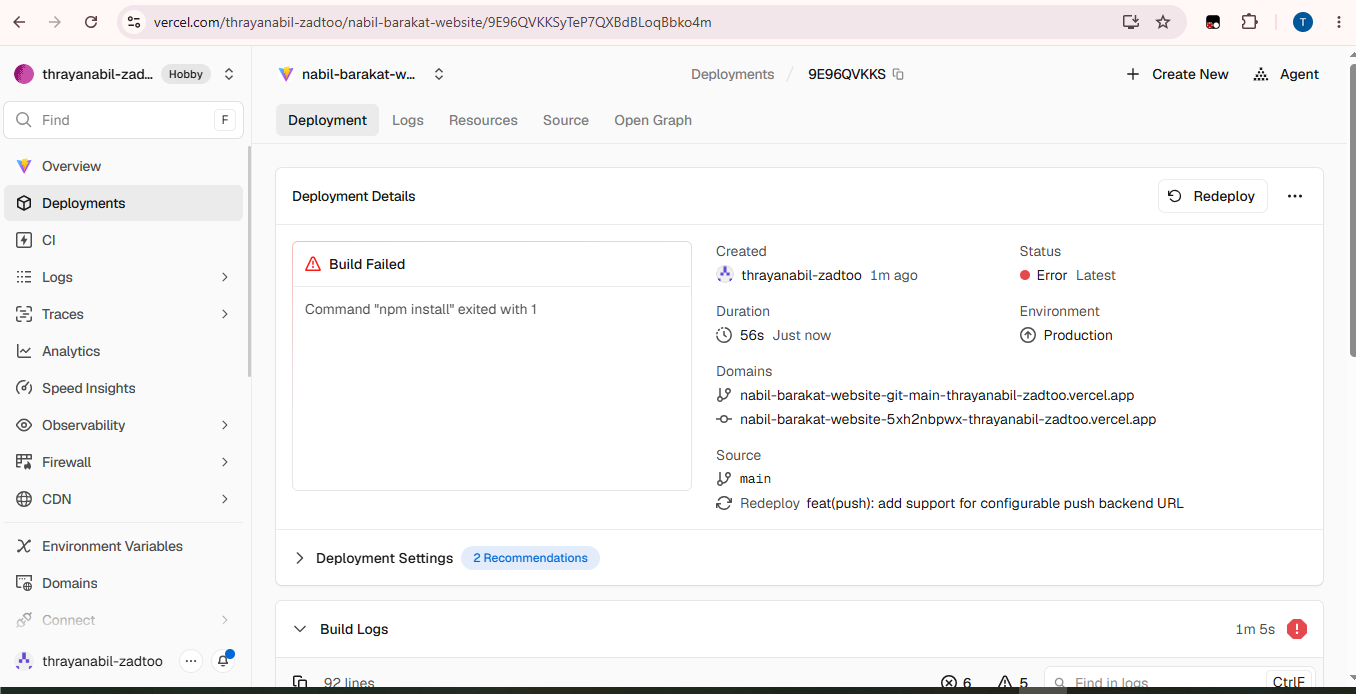 vercel.com/thrayanabil-zadtoo/nabil-barakat-website/9E96QVKKSyTeP7QXBdBLoqBbko4m
T
thrayanabil-zad... Hobby
nabil-barakat-w...
Deployments / 9E96QVKKS
Create New
Agent
Find F
Deployment Logs Resources Source Open Graph
Overview
Deployments
CI
Logs
Traces
Analytics
Speed Insights
Observability
Firewall
CDN
Environment Variables
Domains
Connect
thrayanabil-zadtoo
Deployment Details
Redeploy
Build Failed
Command "npm install" exited with 1
Created
thrayanabil-zadtoo 1m ago
Status
Error Latest
Duration
56s Just now
Environment
Production
Domains
nabil-barakat-website-git-main-thrayanabil-zadtoo.vercel.app
nabil-barakat-website-5xh2nbpwx-thrayanabil-zadtoo.vercel.app
Source
main
Redeploy feat(push): add support for configurable push backend URL
Deployment Settings 2 Recommendations
Build Logs
1m 5s
92 lines
6
5
Find in logs CtrlF